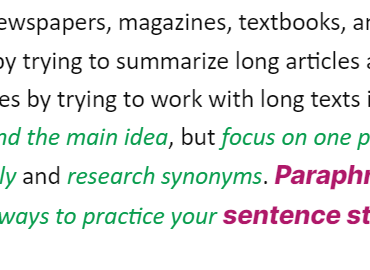 ewspapers, magazines, textbooks, an
by trying to summarize long articles a
es by trying to work with long texts i
nd the main idea, but focus on one p
ly and research synonyms. Paraphr
ways to practice your sentence st